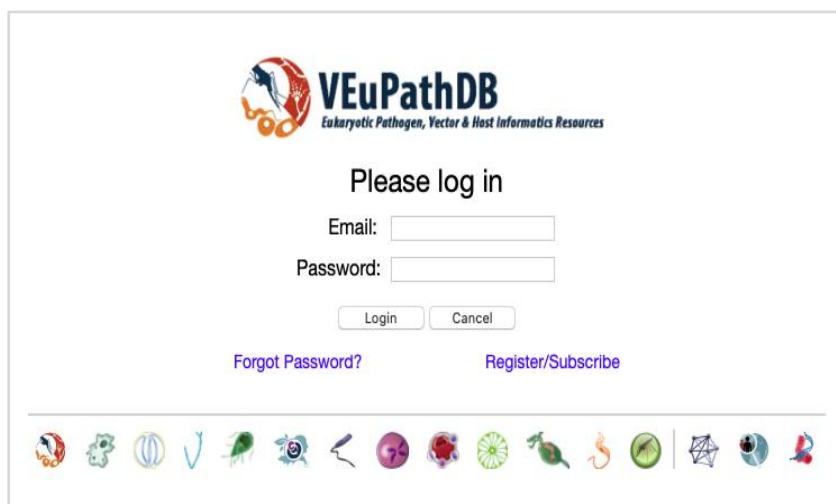 VEuPathDB
Eukaryotic Pathogen, Vector & Host Informatics Resources
Please log in
Email:
Password:
Login Cancel
Forgot Password? Register/Subscribe